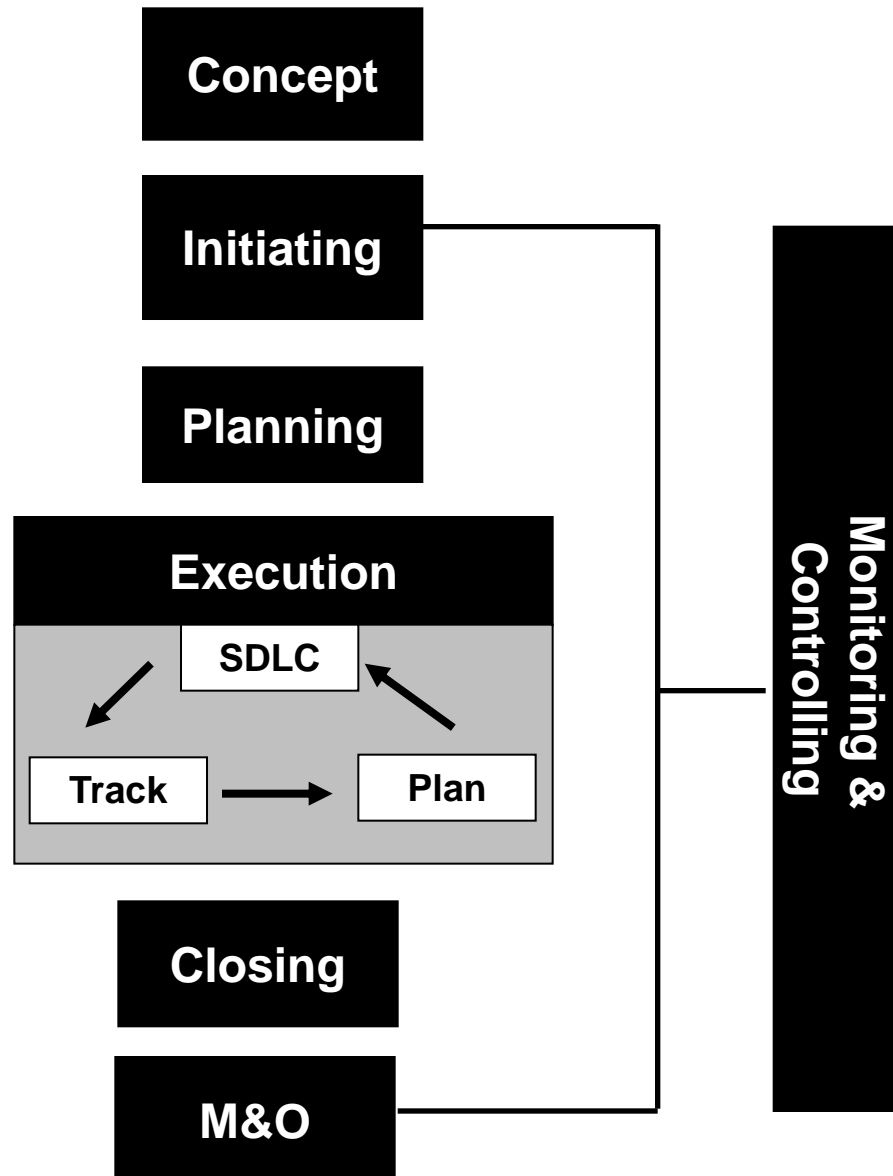 Concept
Initiating
Planning
Execution
SDLC
Track
Plan
Closing
M&O
Monitoring &
Controlling